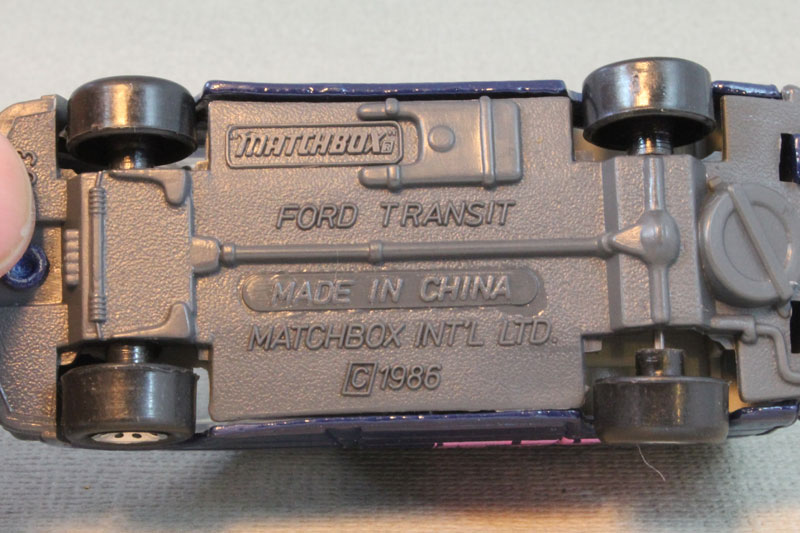 MATCHBOX
FORD TRANSIT
MADE IN CHINA
MATCHBOX INT'L LTD.
© 1986